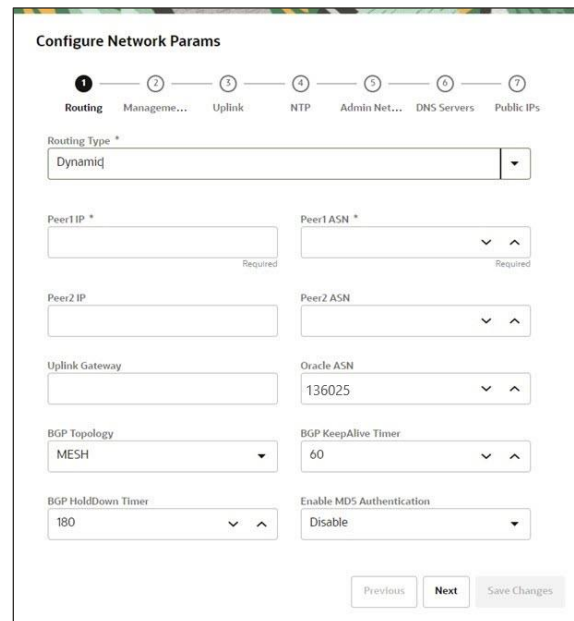 Configure Network Params
1 2 3 4 5 6 7
Routing Manageme... Uplink NTP Admin Net... DNS Servers Public IPs
Routing Type *
Dynamic
Peer1 IP * Peer1 ASN *
Required Required
Peer2 IP Peer2 ASN
Uplink Gateway Oracle ASN
136025
BGP Topology BGP KeepAlive Timer
MESH 60
BGP HoldDown Timer Enable MD5 Authentication
180 Disable
Previous Next Save Changes